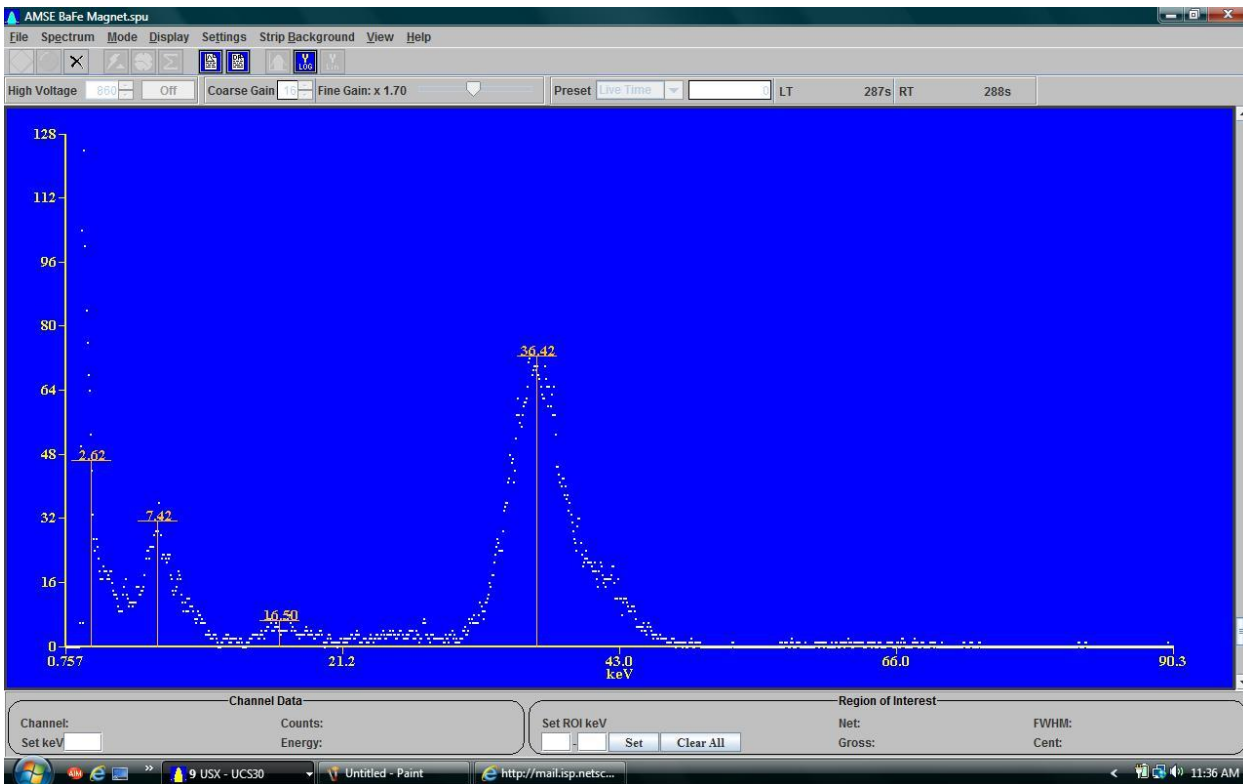 AMSE BaFe Magnet.spu
File Spectrum Mode Display Settings Strip Background View Help
Y LOG
High Voltage 860 Off Coarse Gain 16 Fine Gain: x 1.70 Preset Live Time 0 LT 287s RT 288s
128
112
96
80
64
48
32
16
0
36.42
2.62
7.42
16.50
0.757 21.2 43.0 66.0 90.3
keV
Channel Data
Channel: Counts:
Set keV Energy:
Region of Interest
Set ROI keV Net: FWHM:
- Set Clear All Gross: Cent:
9 USX - UCS30 Untitled - Paint http://mail.isp.netsc... 11:36 AM